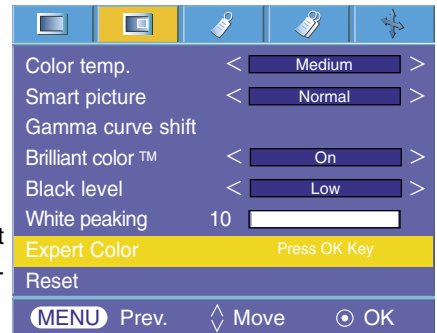 Color temp. < Medium >
Smart picture < Normal >
Gamma curve shift
Brilliant color ™ < On >
Black level < Low >
White peaking 10
t
Expert Color Press OK Key
-
Reset
MENU Prev. Move OK